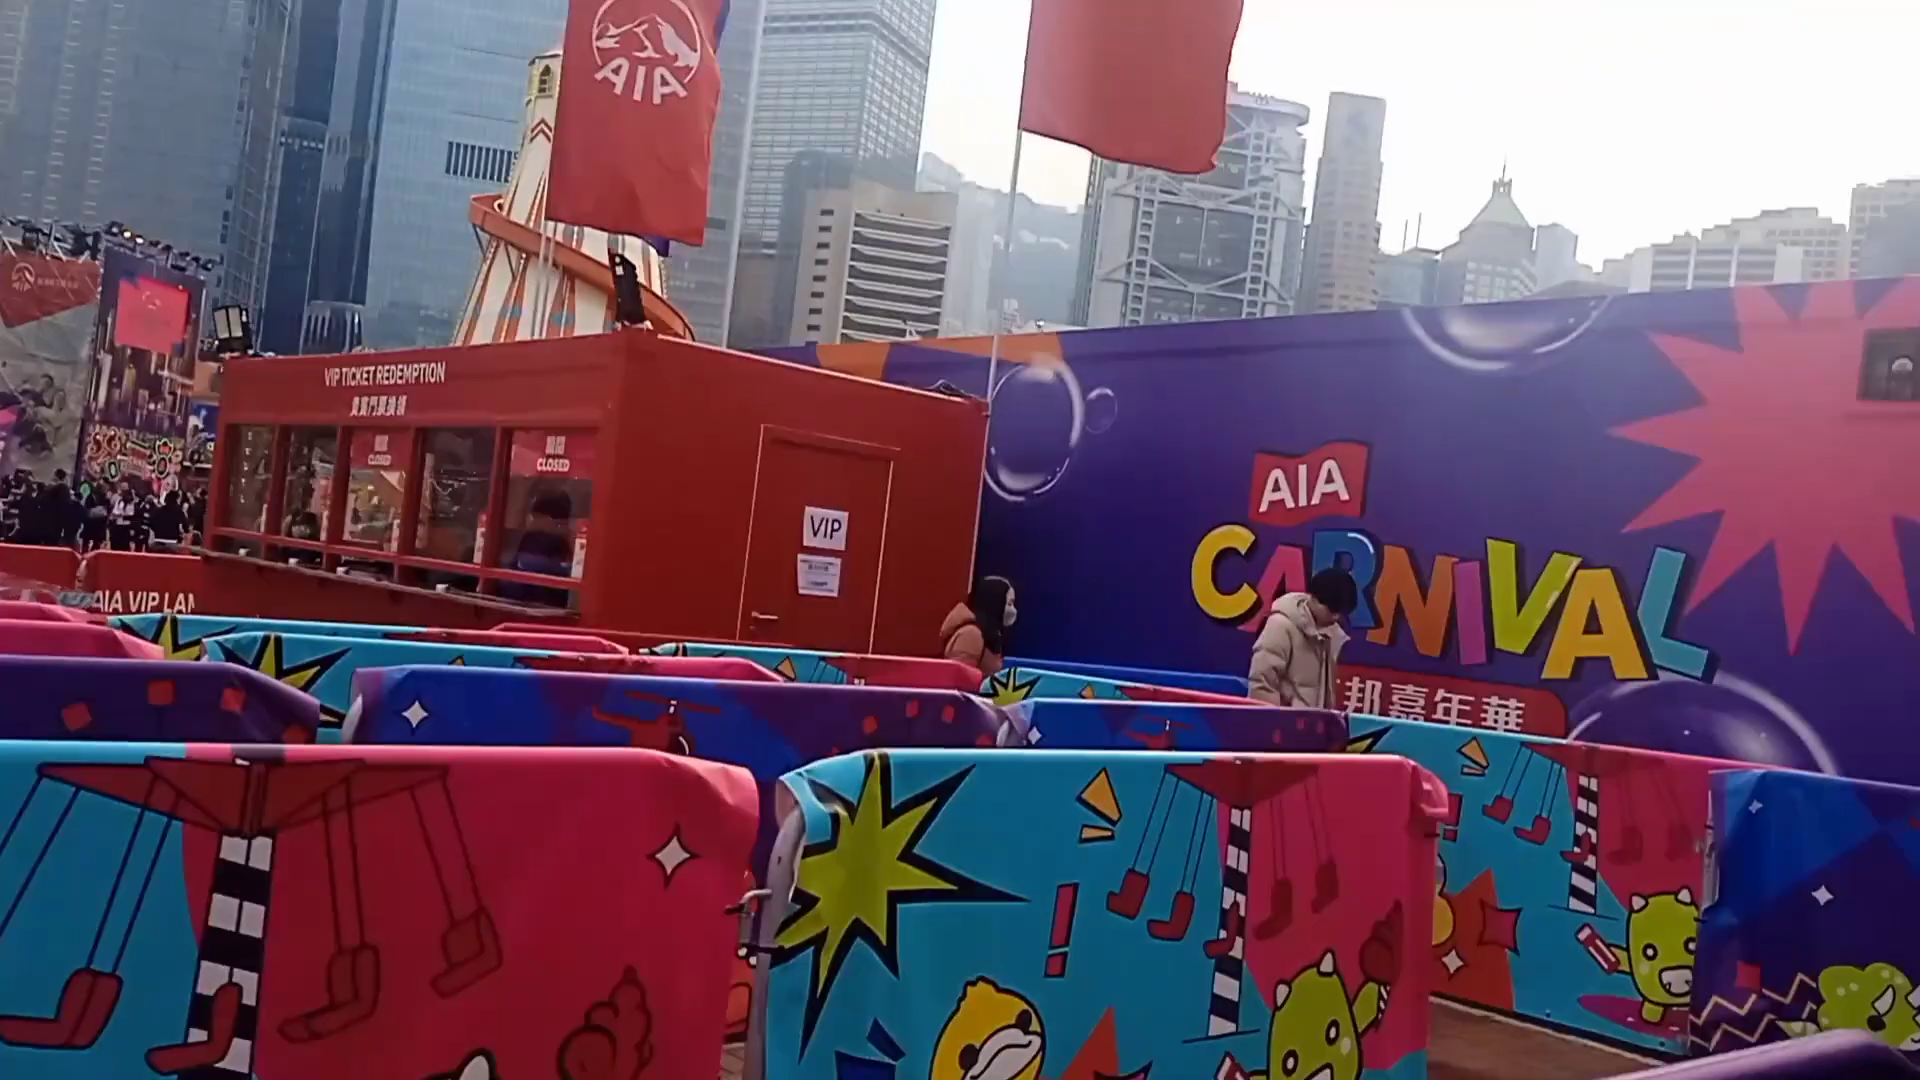 AIA
AIA
VIP TICKET REDEMPTION
貴賓門票換領
CLOSED
CLOSED
VIP
AIA VIP LAN
AIA
CARNIVAL
邦嘉年華